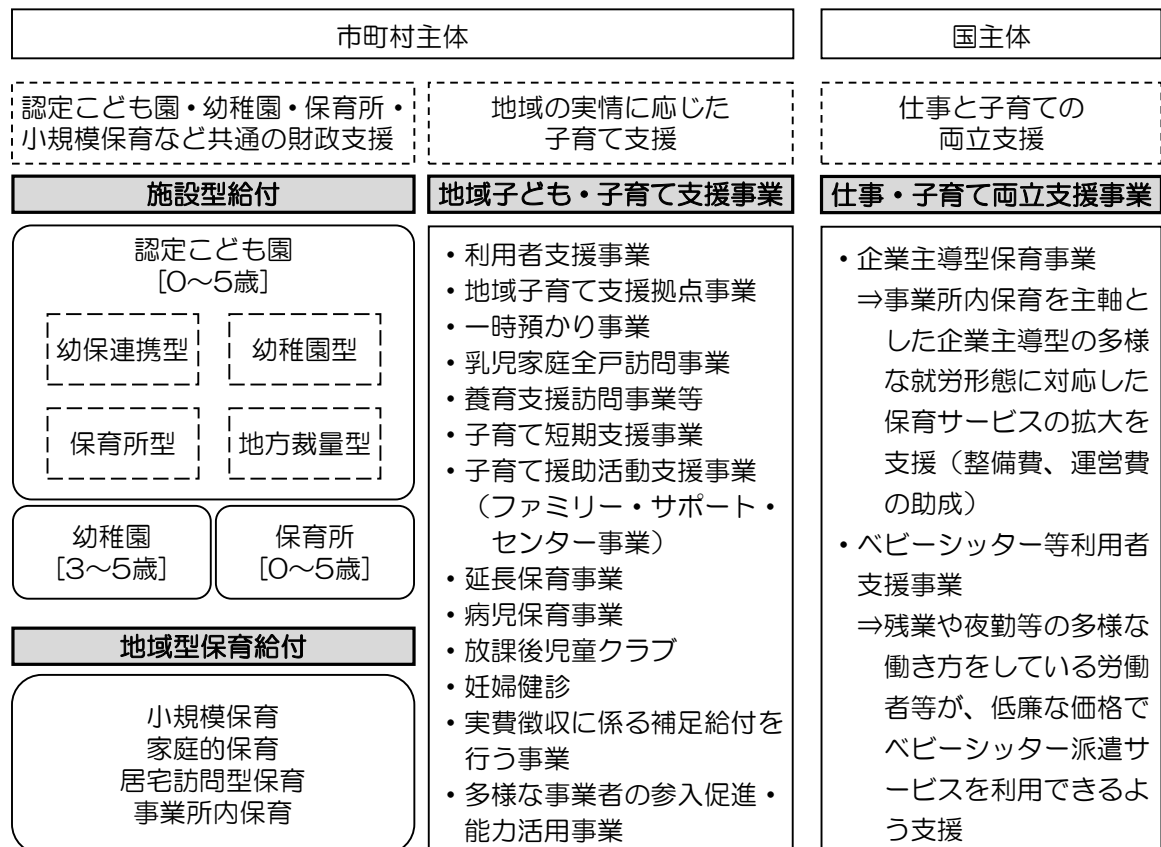 市町村主体
国主体
認定こども園・幼稚園・保育所・
小規模保育など共通の財政支援
地域の実情に応じた
子育て支援
仕事と子育ての
両立支援
施設型給付
認定こども園
[0～5歳]
幼保連携型
幼稚園型
保育所型
地方裁量型
幼稚園
[3～5歳]
保育所
[0～5歳]
地域型保育給付
小規模保育
家庭的保育
居宅訪問型保育
事業所内保育
地域子ども・子育て支援事業
・利用者支援事業
・地域子育て支援拠点事業
・一時預かり事業
・乳児家庭全戸訪問事業
・養育支援訪問事業等
・子育て短期支援事業
・子育て援助活動支援事業
（ファミリー・サポート・
センター事業）
・延長保育事業
・病児保育事業
・放課後児童クラブ
・妊婦健診
・実費徴収に係る補足給付を
行う事業
・多様な事業者の参入促進・
能力活用事業
仕事・子育て両立支援事業
・企業主導型保育事業
⇒事業所内保育を主軸と
した企業主導型の多様
な就労形態に対応した
保育サービスの拡大を
支援（整備費、運営費
の助成）
・ベビーシッター等利用者
支援事業
⇒残業や夜勤等の多様な
働き方をしている労働
者等が、低廉な価格で
ベビーシッター派遣サ
ービスを利用できるよ
う支援